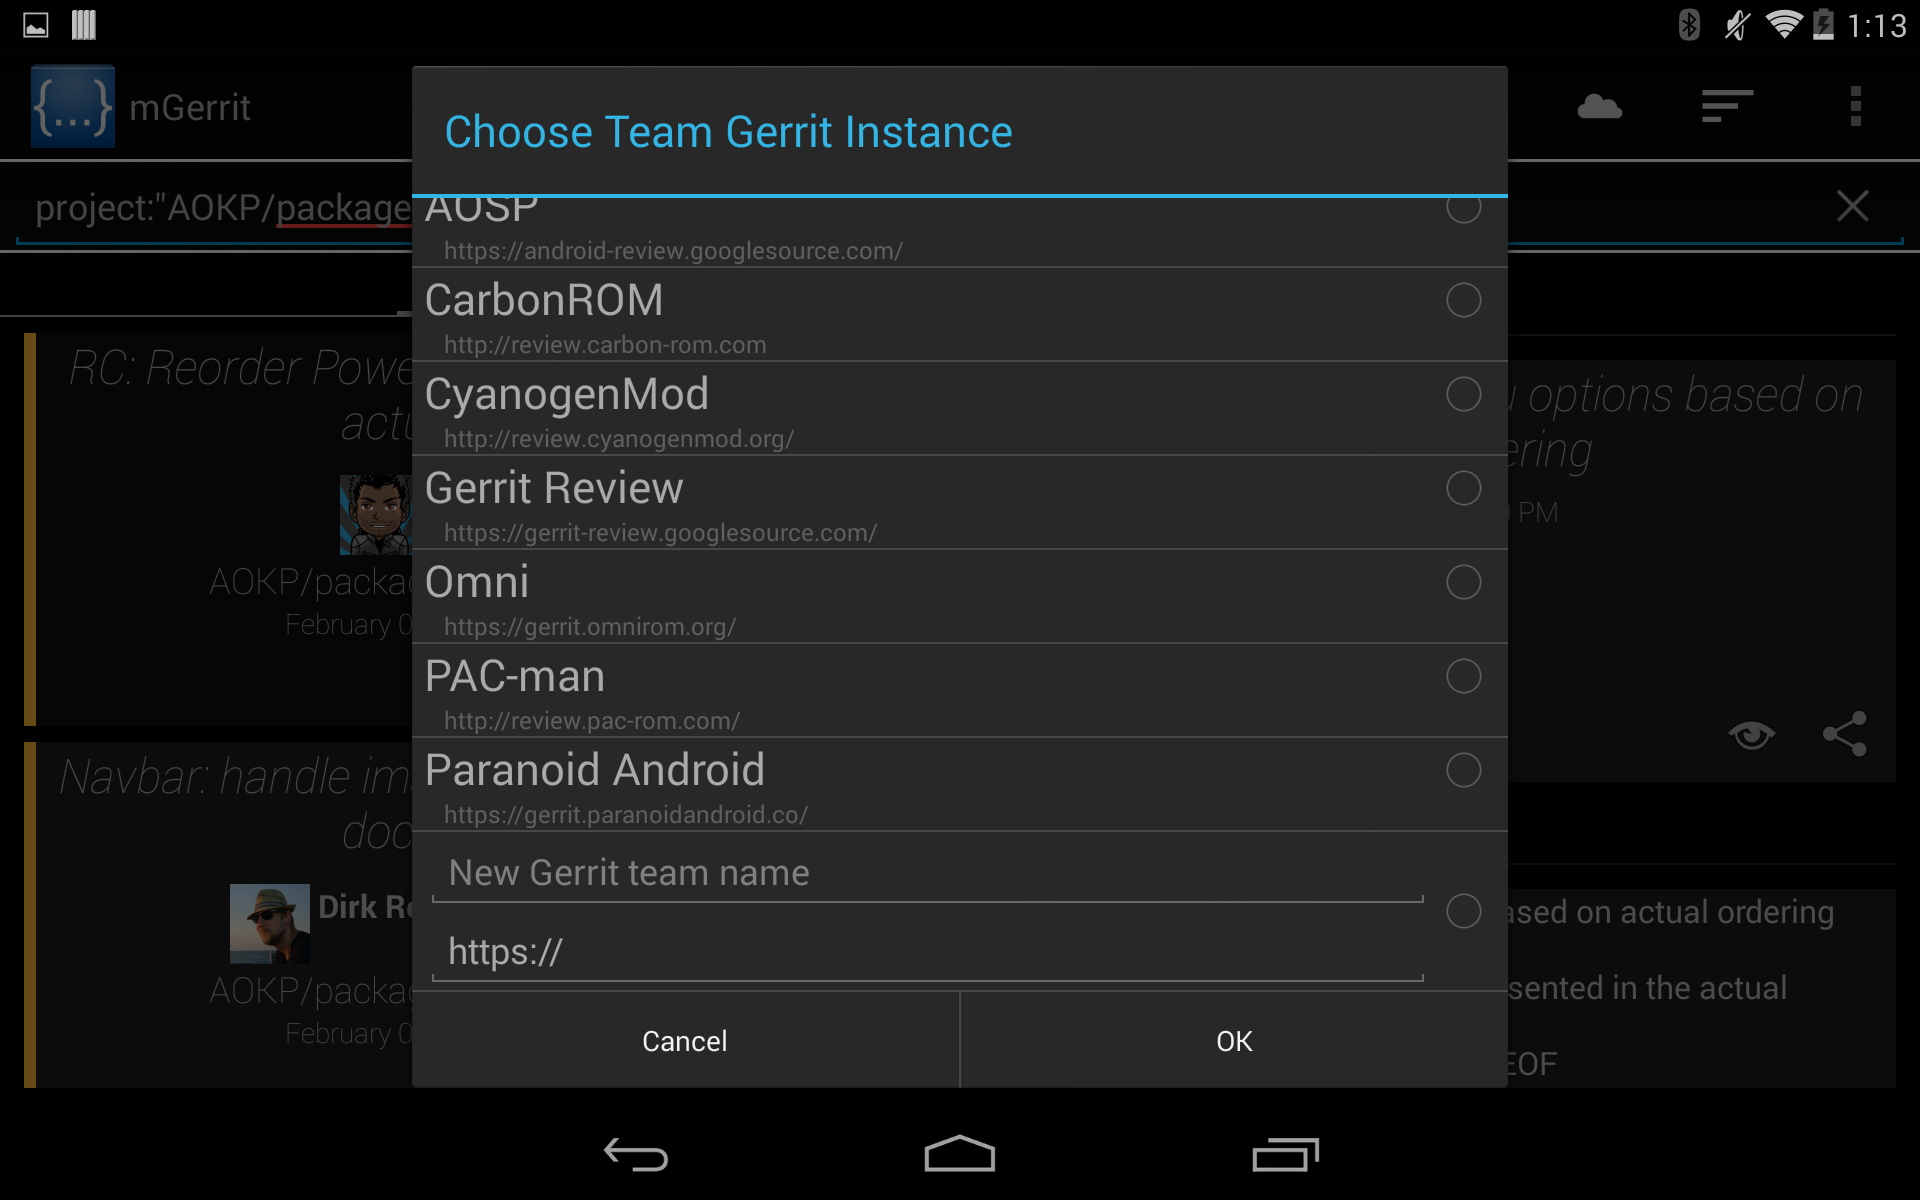 1:13
{...} mGerrit
Choose Team Gerrit Instance
project:"AOKP/package
AOSP
https://android-review.googlesource.com/
CarbonROM
http://review.carbon-rom.com
CyanogenMod
http://review.cyanogenmod.org/
Gerrit Review
https://gerrit-review.googlesource.com/
Omni
https://gerrit.omnirom.org/
PAC-man
http://review.pac-rom.com/
Paranoid Android
https://gerrit.paranoidandroid.co/
New Gerrit team name
https://
Cancel
OK
RC: Reorder Powe
actu
AOKP/packag
February 0
Navbar: handle im
doc
Dirk Re
AOKP/packag
February 0
options based on
ering
PM
ased on actual ordering
sented in the actual
EOF